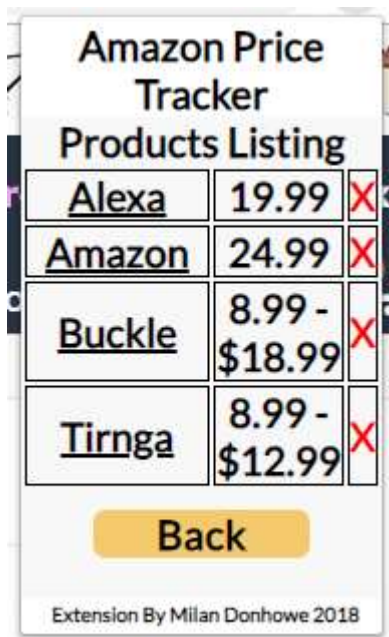 Amazon Price
Tracker
Products Listing
Alexa 19.99 X
Amazon 24.99 X
Buckle 8.99 -
$18.99 X
Tirnga 8.99 -
$12.99 X
Back
Extension By Milan Donhowe 2018